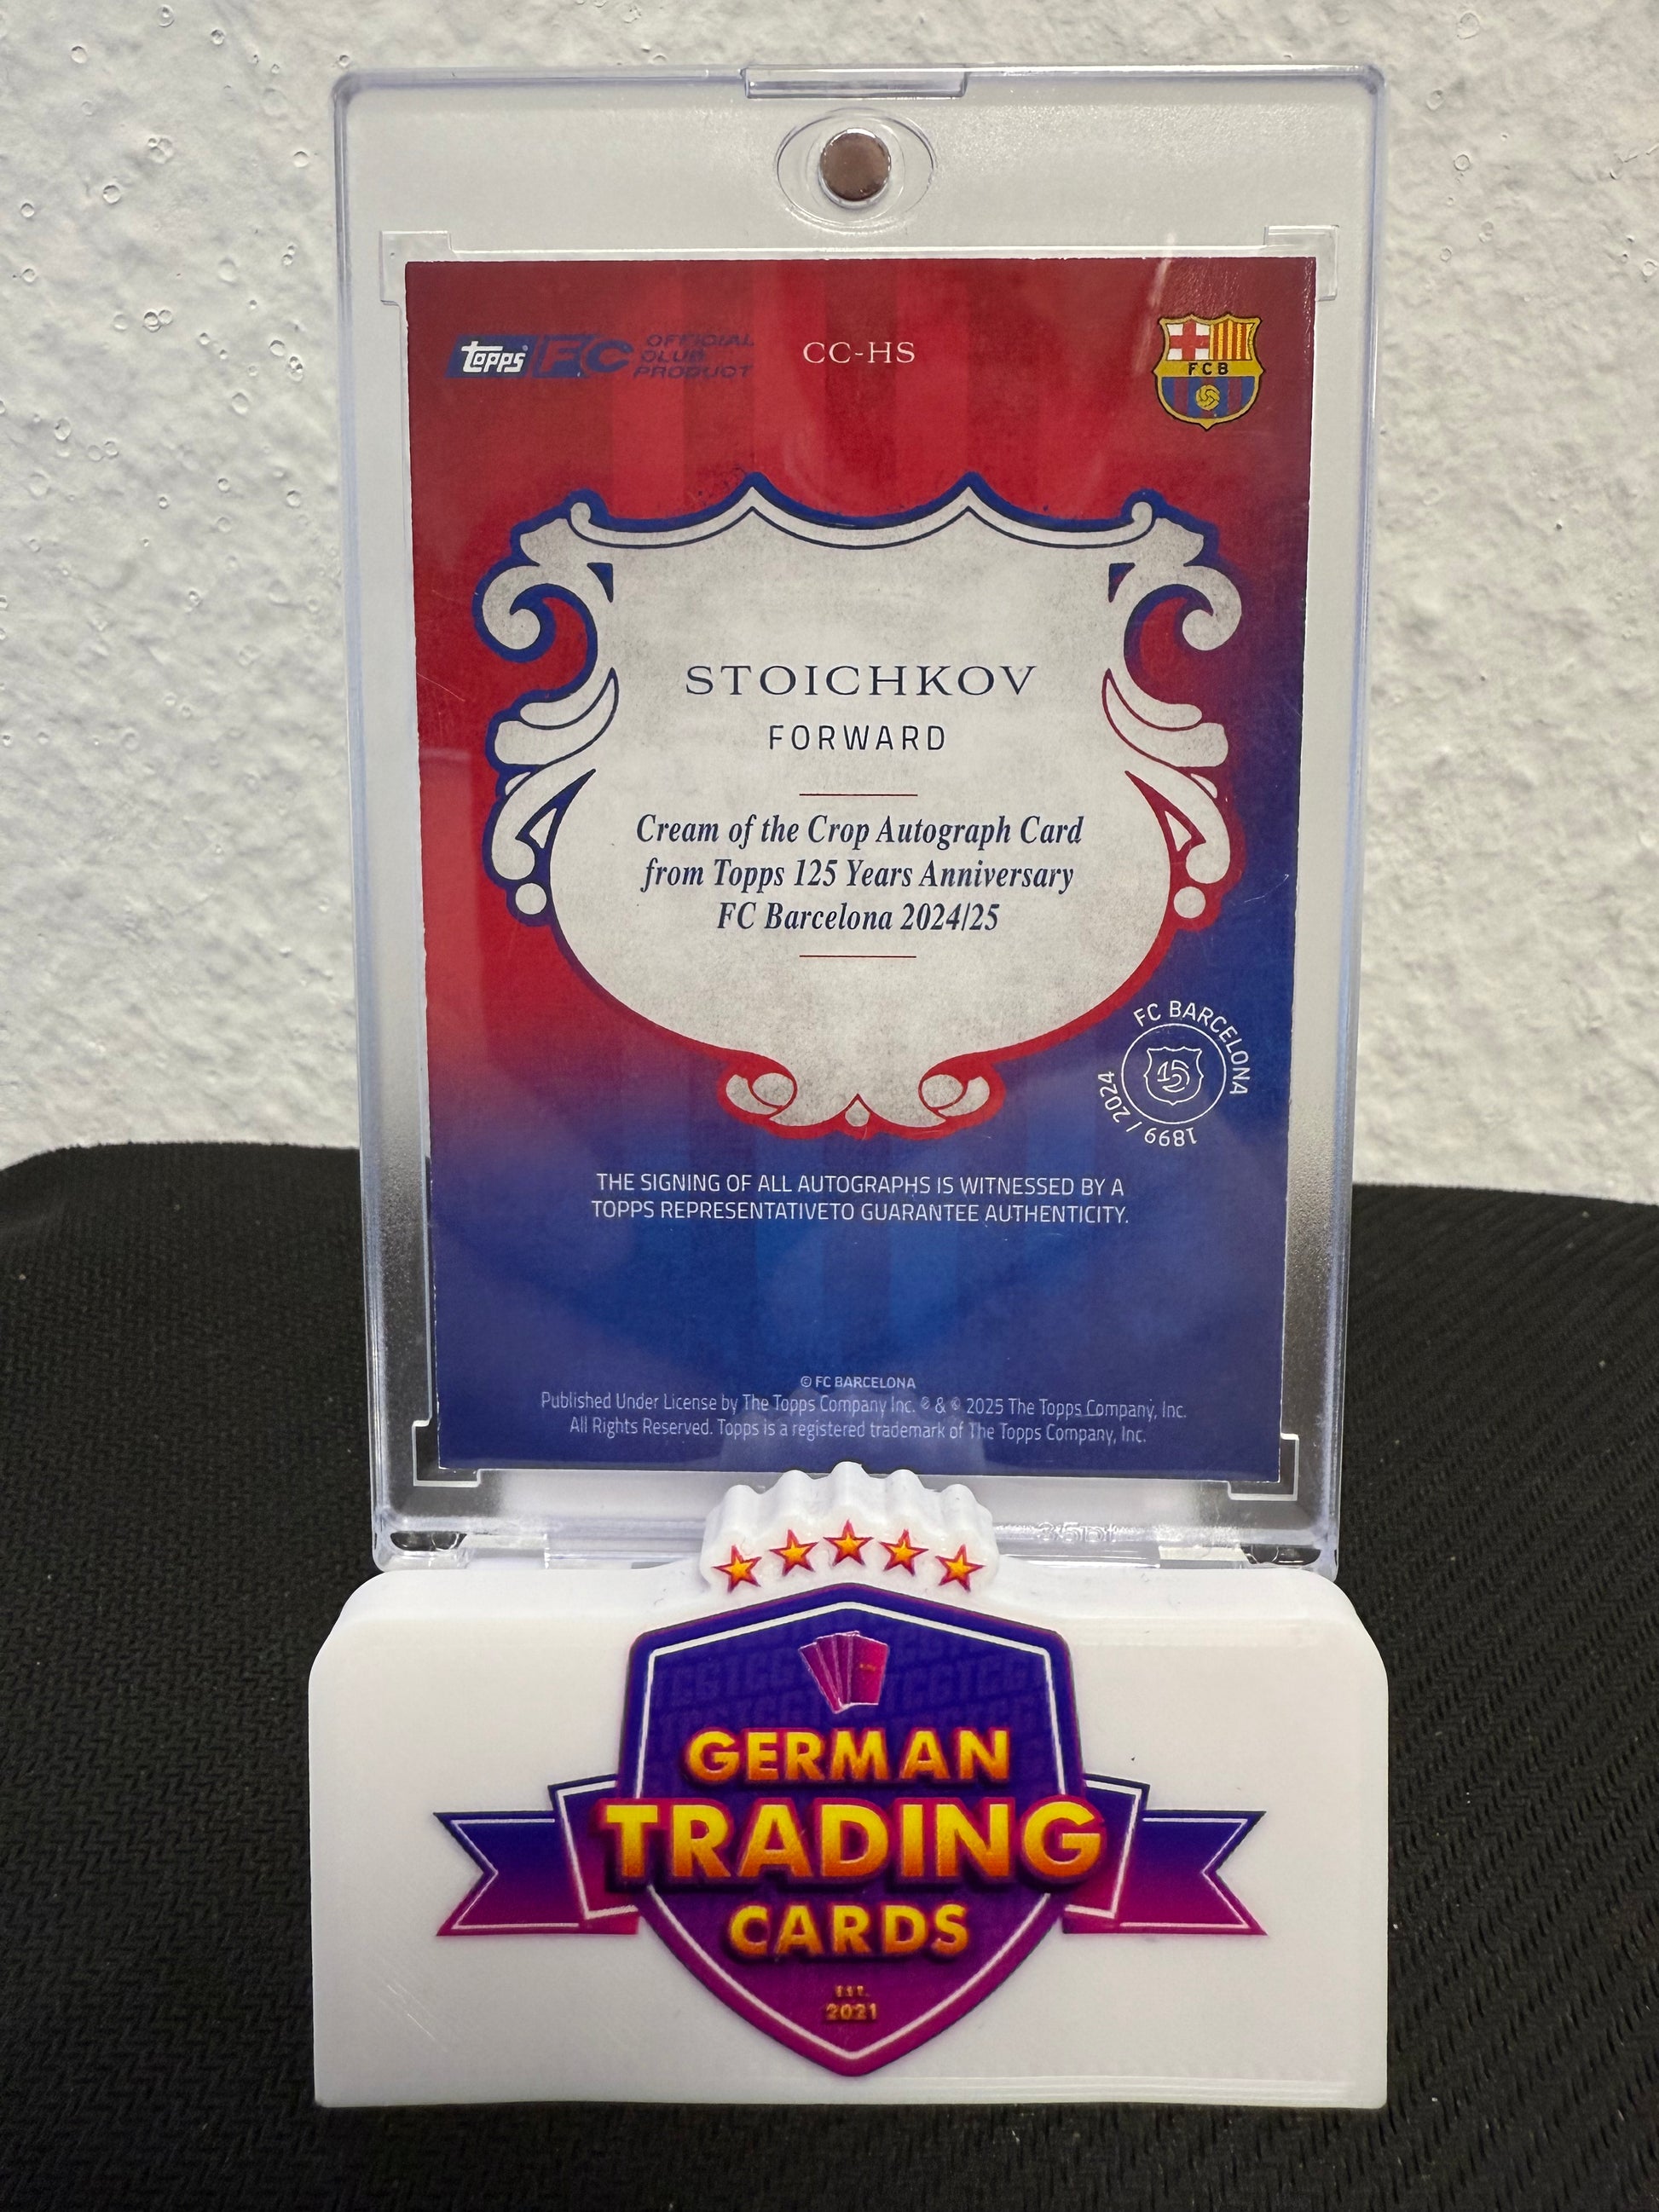 topps FC OFFICIAL CLUB PRODUCT
CC-HS
FCB
STOICHKOV
FORWARD
Cream of the Crop Autograph Card
from Topps 125 Years Anniversary
FC Barcelona 2024/25
FC BARCELONA
1899 / 2024
THE SIGNING OF ALL AUTOGRAPHS IS WITNESSED BY A
TOPPS REPRESENTATIVETO GUARANTEE AUTHENTICITY.
© FC BARCELONA
Published Under License by The Topps Company Inc. ® & © 2025 The Topps Company, Inc.
All Rights Reserved. Topps is a registered trademark of The Topps Company, Inc.
GERMAN
TRADING
CARDS
EST.
2021